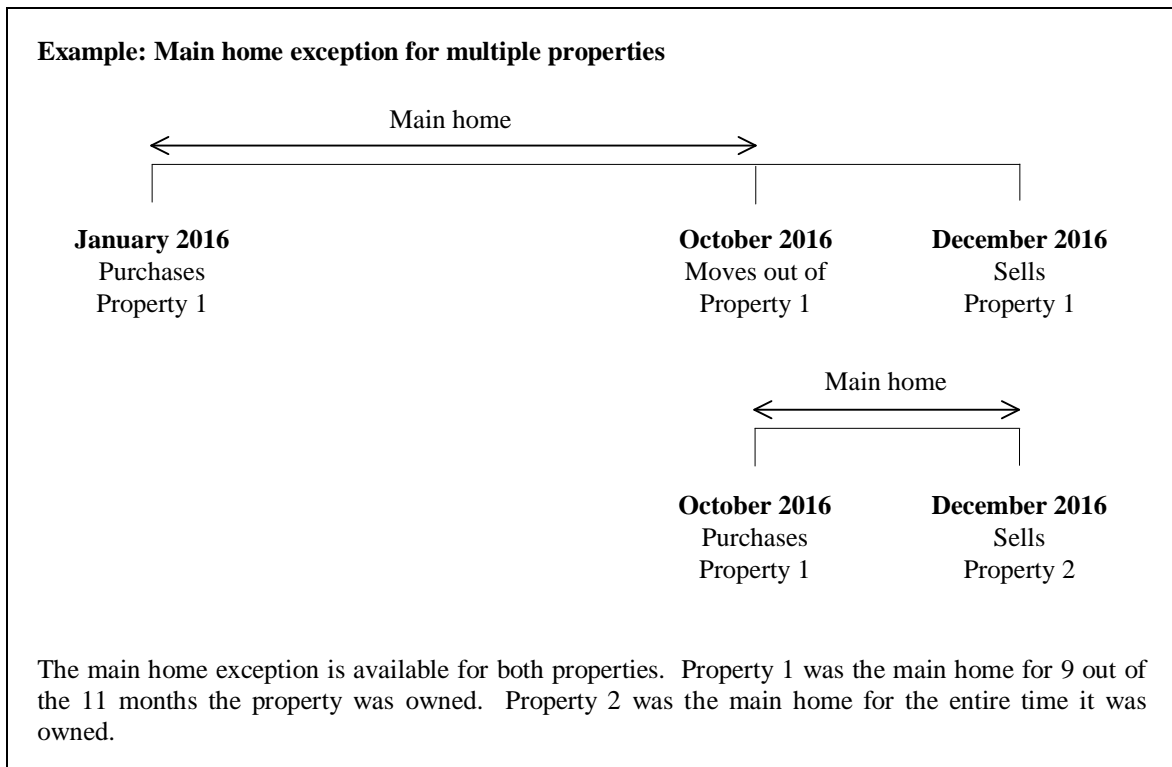 Example: Main home exception for multiple properties
Main home
January 2016
Purchases
Property 1
October 2016
Moves out of
Property 1
December 2016
Sells
Property 1
Main home
October 2016
Purchases
Property 1
December 2016
Sells
Property 2
The main home exception is available for both properties. Property 1 was the main home for 9 out of
the 11 months the property was owned. Property 2 was the main home for the entire time it was
owned.